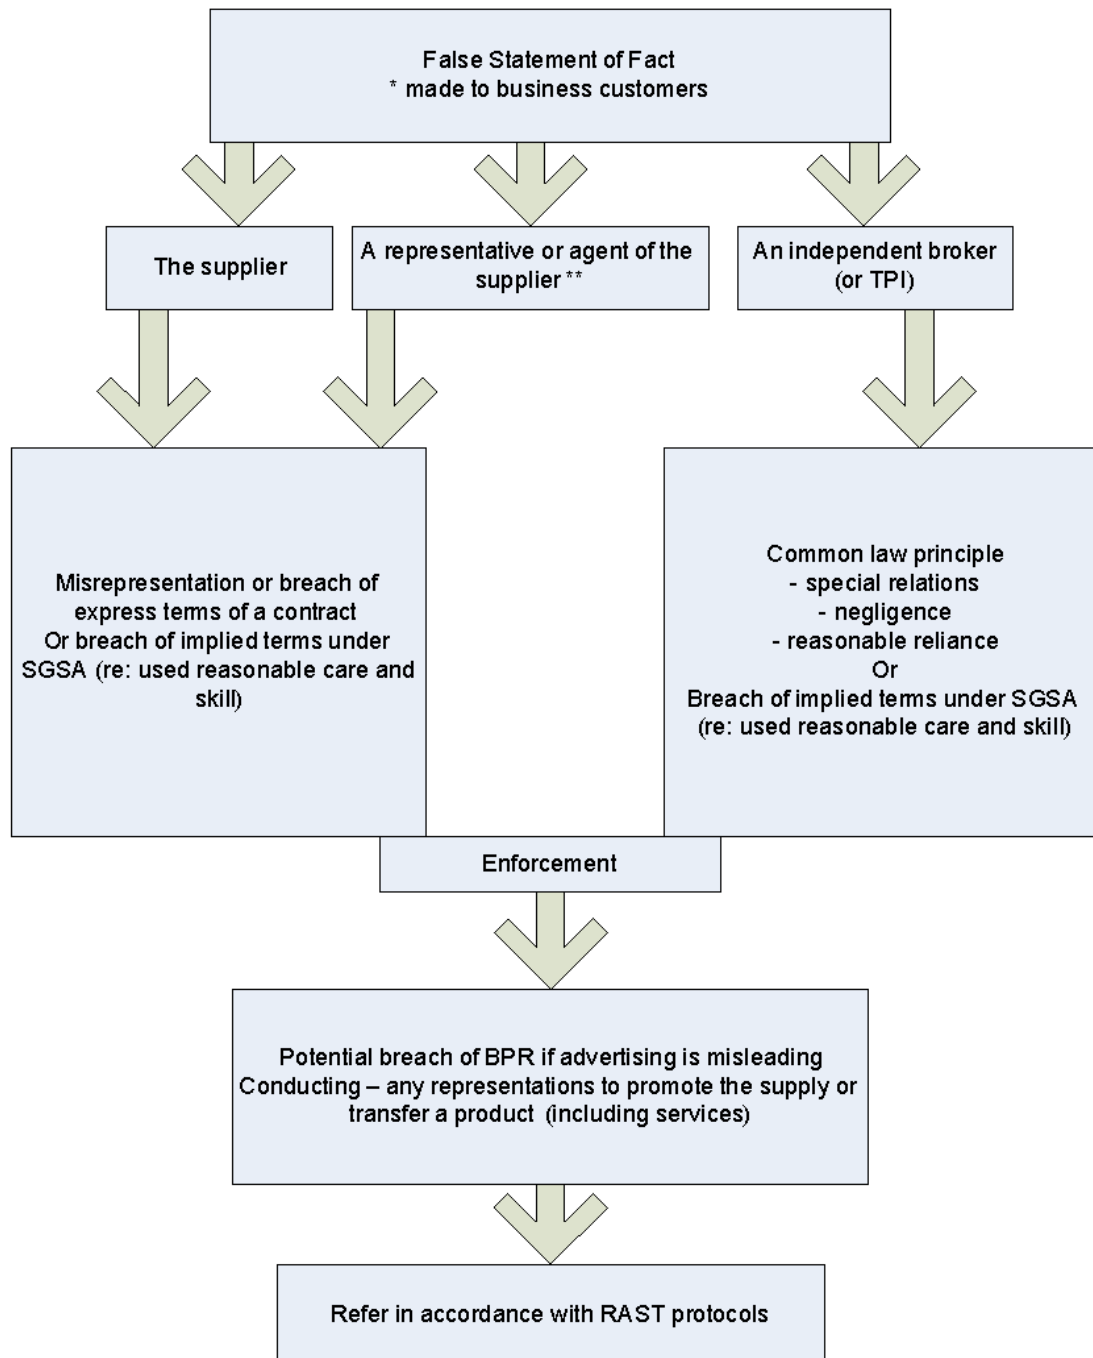 False Statement of Fact
* made to business customers
The supplier
A representative or agent of the
supplier **
An independent broker
(or TPI)
Misrepresentation or breach of
express terms of a contract
Or breach of implied terms under
SGSA (re: used reasonable care and
skill)
Common law principle
- special relations
- negligence
- reasonable reliance
Or
Breach of implied terms under SGSA
(re: used reasonable care and skill)
Enforcement
Potential breach of BPR if advertising is misleading
Conducting – any representations to promote the supply or
transfer a product (including services)
Refer in accordance with RAST protocols